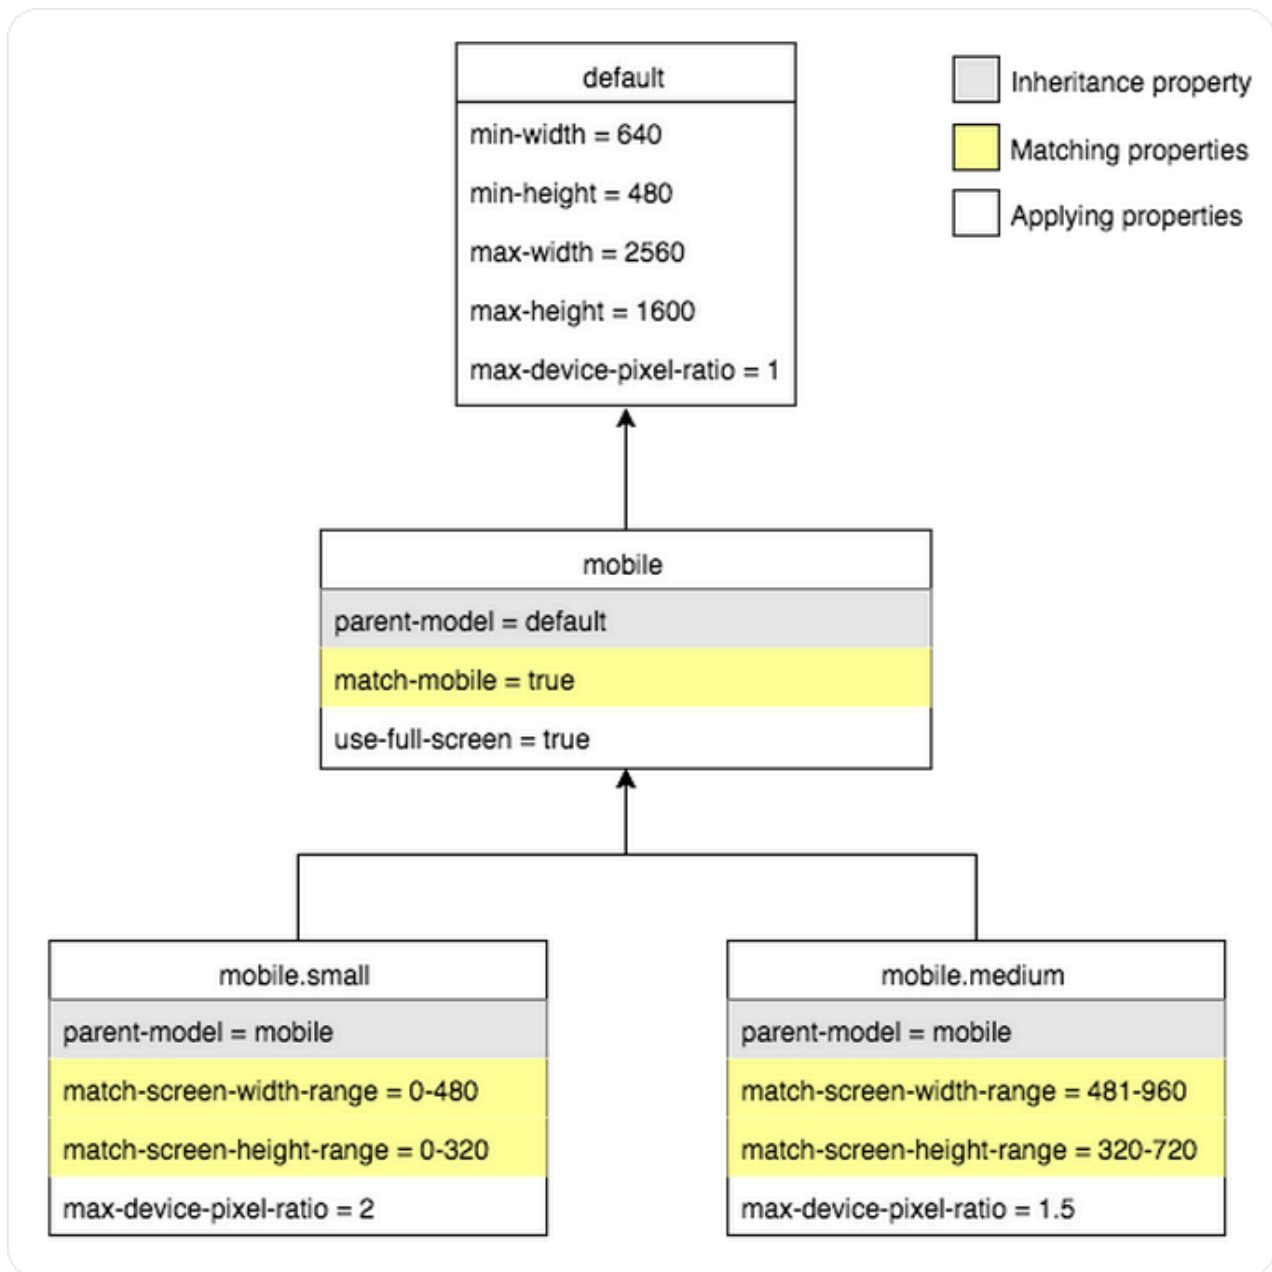 default
min-width = 640
min-height = 480
max-width = 2560
max-height = 1600
max-device-pixel-ratio = 1
Inheritance property
Matching properties
Applying properties
mobile
parent-model = default
match-mobile = true
use-full-screen = true
mobile.small
parent-model = mobile
match-screen-width-range = 0-480
match-screen-height-range = 0-320
max-device-pixel-ratio = 2
mobile.medium
parent-model = mobile
match-screen-width-range = 481-960
match-screen-height-range = 320-720
max-device-pixel-ratio = 1.5